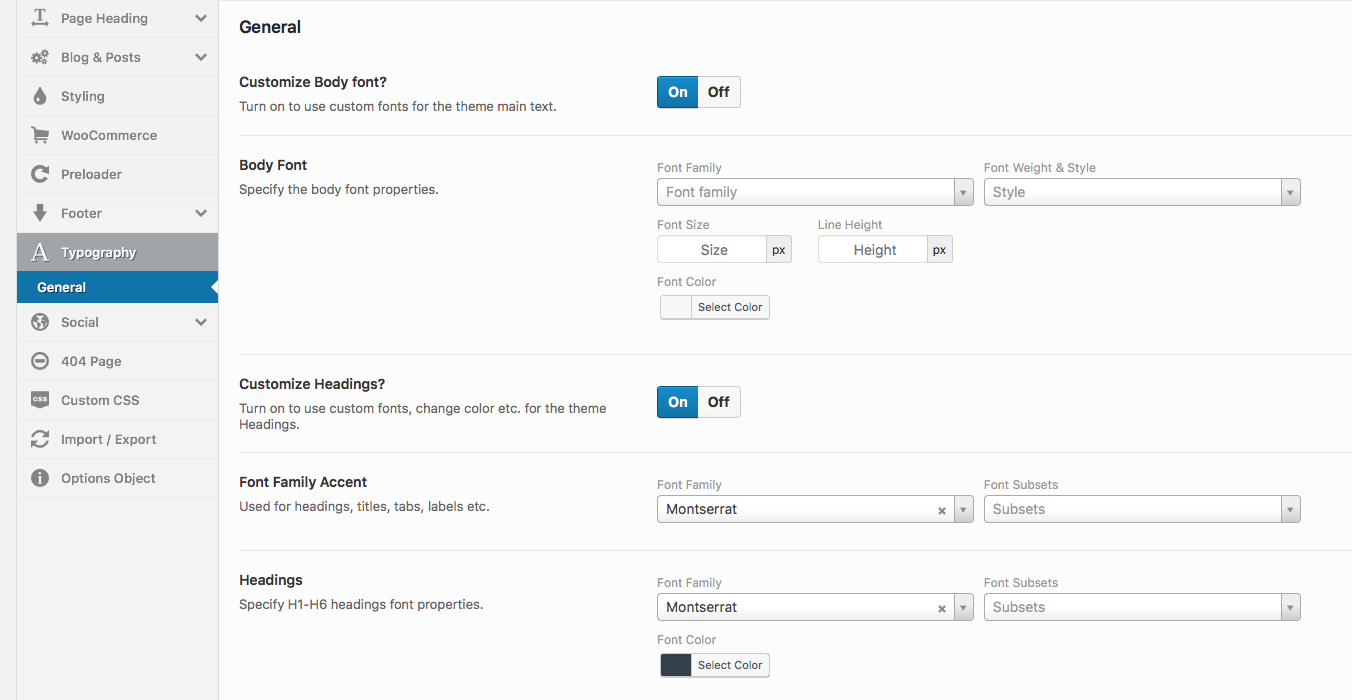 Page Heading
Blog & Posts
Styling
WooCommerce
Preloader
Footer
Typography
General
Social
404 Page
CSS
Custom CSS
Import / Export
Options Object
General
Customize Body font?
Turn on to use custom fonts for the theme main text.
On Off
Body Font
Specify the body font properties.
Font Family Font Weight & Style
Font family Style
Font Size Line Height
Size px Height px
Font Color
Select Color
Customize Headings?
Turn on to use custom fonts, change color etc. for the theme
Headings.
On Off
Font Family Accent
Used for headings, titles, tabs, labels etc.
Font Family Font Subsets
Montserrat × Subsets
Headings
Specify H1-H6 headings font properties.
Font Family Font Subsets
Montserrat × Subsets
Font Color
Select Color